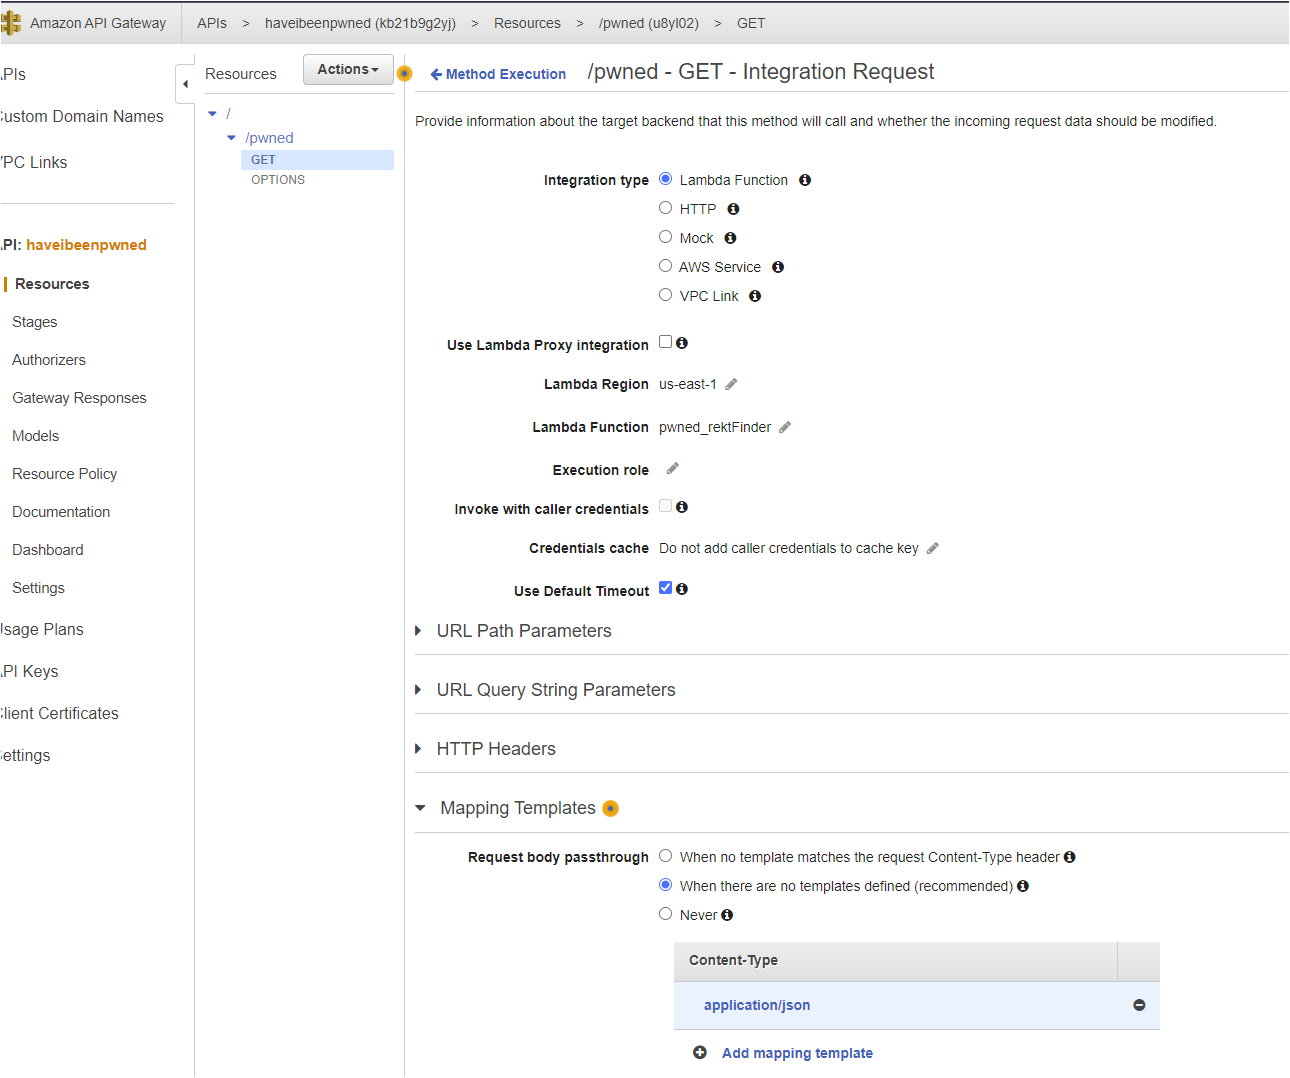 Amazon API Gateway
APIs > haveibeenpwned (kb21b9g2yj) > Resources > /pwned (u8yl02) > GET
PIs
ustom Domain Names
PC Links
PI: haveibeenpwned
Resources
Stages
Authorizers
Gateway Responses
Models
Resource Policy
Documentation
Dashboard
Settings
sage Plans
PI Keys
lient Certificates
ettings
Resources
Actions
/
/pwned
GET
OPTIONS
Method Execution
/pwned - GET - Integration Request
Provide information about the target backend that this method will call and whether the incoming request data should be modified.
Integration type Lambda Function
HTTP
Mock
AWS Service
VPC Link
Use Lambda Proxy integration
Lambda Region us-east-1
Lambda Function pwned_rektFinder
Execution role
Invoke with caller credentials
Credentials cache Do not add caller credentials to cache key
Use Default Timeout
URL Path Parameters
URL Query String Parameters
HTTP Headers
Mapping Templates
Request body passthrough When no template matches the request Content-Type header
When there are no templates defined (recommended)
Never
Content-Type
application/json
Add mapping template